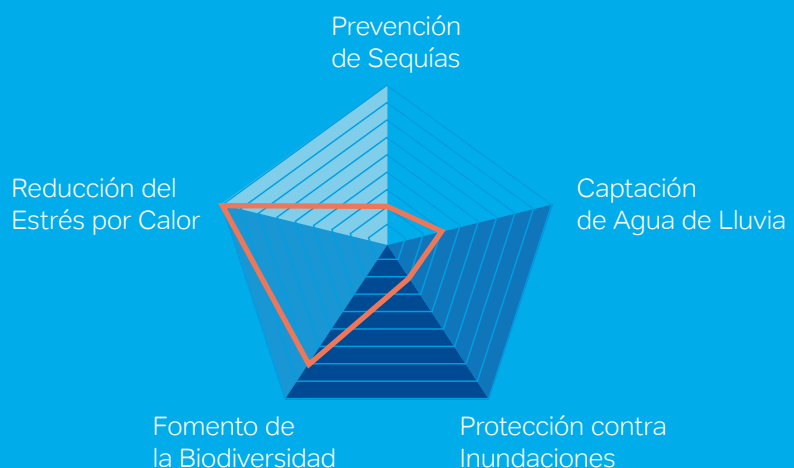 Prevención
de Sequías
Reducción del
Estrés por Calor
Captación
de Agua de Lluvia
Fomento de
la Biodiversidad
Protección contra
Inundaciones